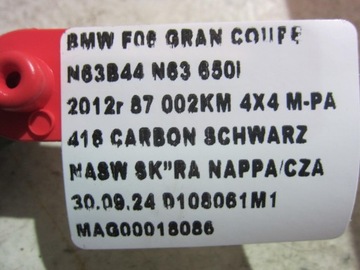 BMW F06 GRAN COUPE
N63B44 N63 650I
2012r 87 002KM 4X4 M-PA
416 CARBON SCHWARZ
NASW SK"RA NAPPA/CZA
30.09.24 0108061M1
MAG00018086